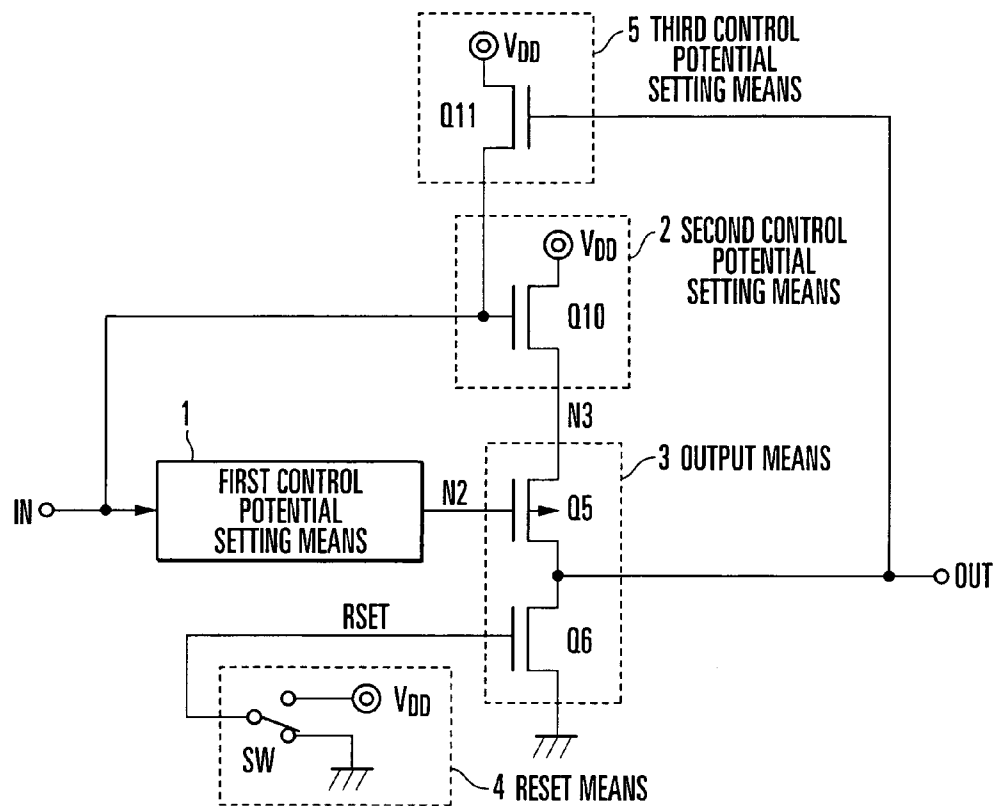 5 THIRD CONTROL
POTENTIAL
SETTING MEANS
VDD
Q11
2 SECOND CONTROL
POTENTIAL
SETTING MEANS
VDD
Q10
N3
1
3 OUTPUT MEANS
FIRST CONTROL
POTENTIAL
SETTING MEANS
IN
N2
Q5
OUT
RSET
Q6
VDD
SW
4 RESET MEANS